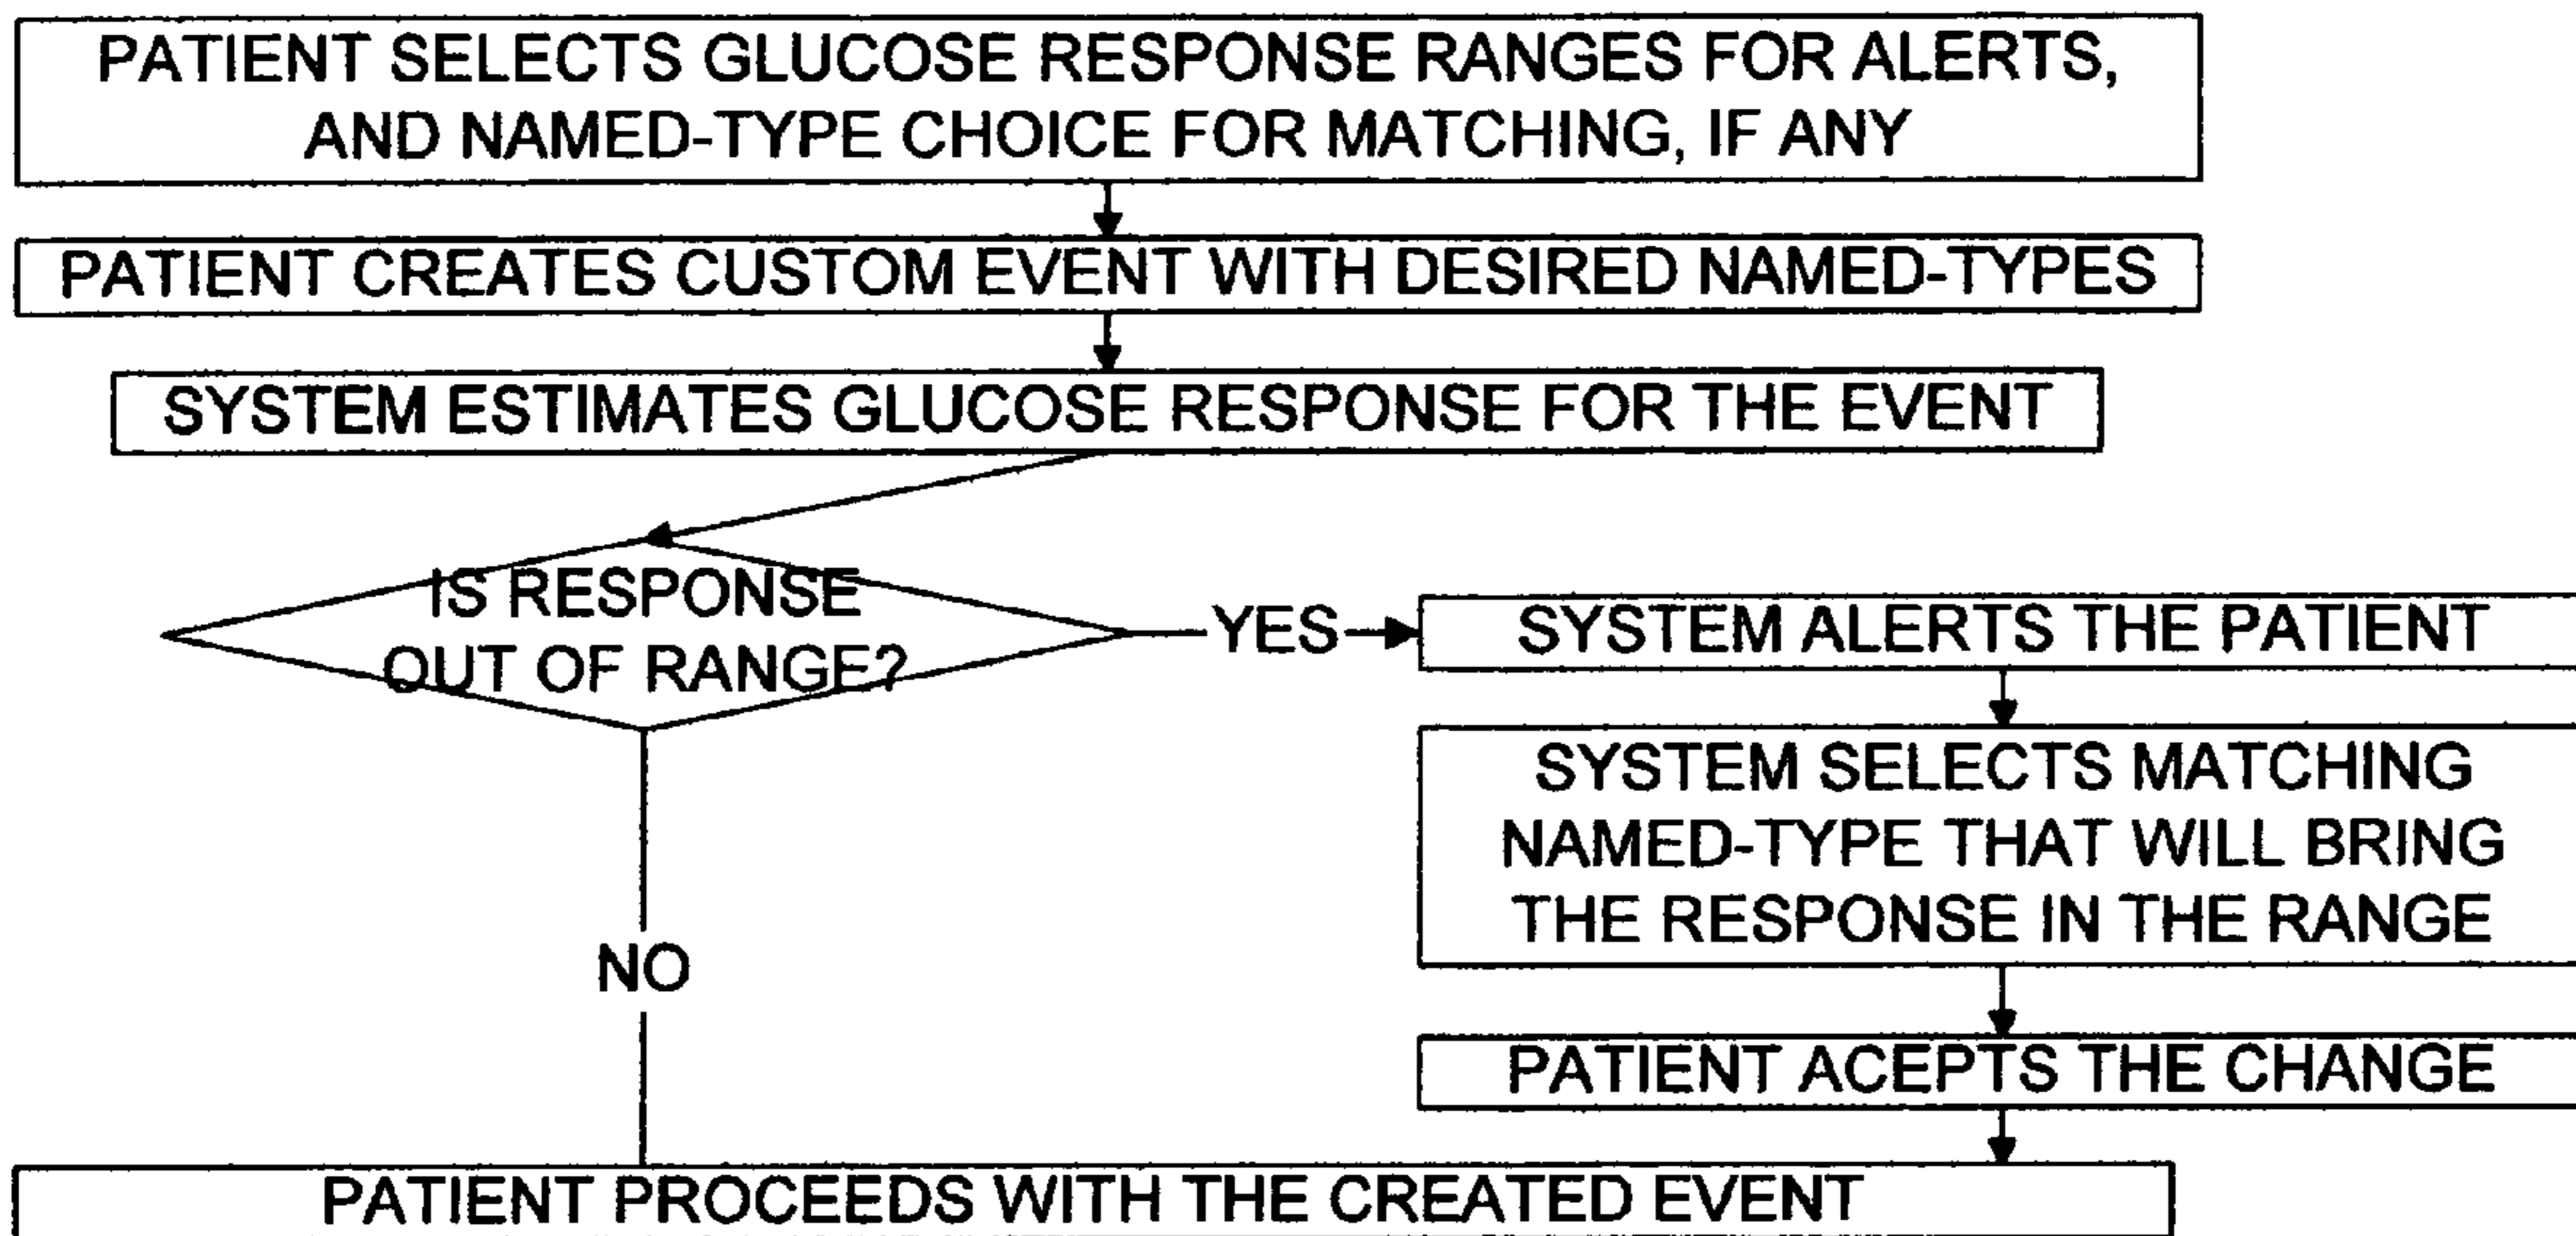 PATIENT SELECTS GLUCOSE RESPONSE RANGES FOR ALERTS,
AND NAMED-TYPE CHOICE FOR MATCHING, IF ANY
PATIENT CREATES CUSTOM EVENT WITH DESIRED NAMED-TYPES
SYSTEM ESTIMATES GLUCOSE RESPONSE FOR THE EVENT
IS RESPONSE
OUT OF RANGE?
YES
SYSTEM ALERTS THE PATIENT
SYSTEM SELECTS MATCHING
NAMED-TYPE THAT WILL BRING
THE RESPONSE IN THE RANGE
NO
PATIENT ACEPTS THE CHANGE
PATIENT PROCEEDS WITH THE CREATED EVENT